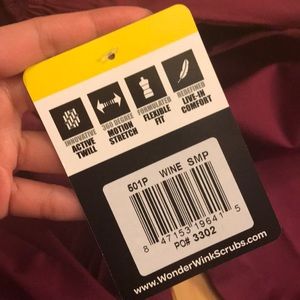 INNOVATIVE
ACTIVE
TWILL
360 DEGREE
MOTION
STRETCH
FORMULATED
FLEXIBLE
FIT
REDEFINED
LIVE-IN
COMFORT
501P WINE SMP
8 47153 19641 5
PO# 3302
www.WonderWinkScrubs.com